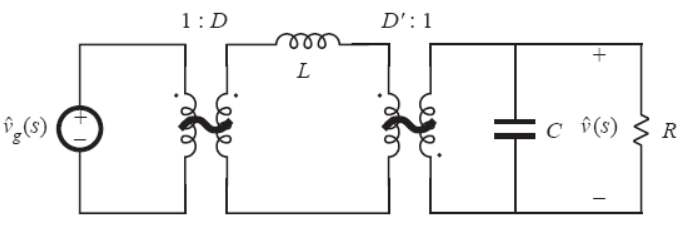 1 : D
D′ : 1
L
+
v̂g(s)
+
−
C
v̂(s)
R
−